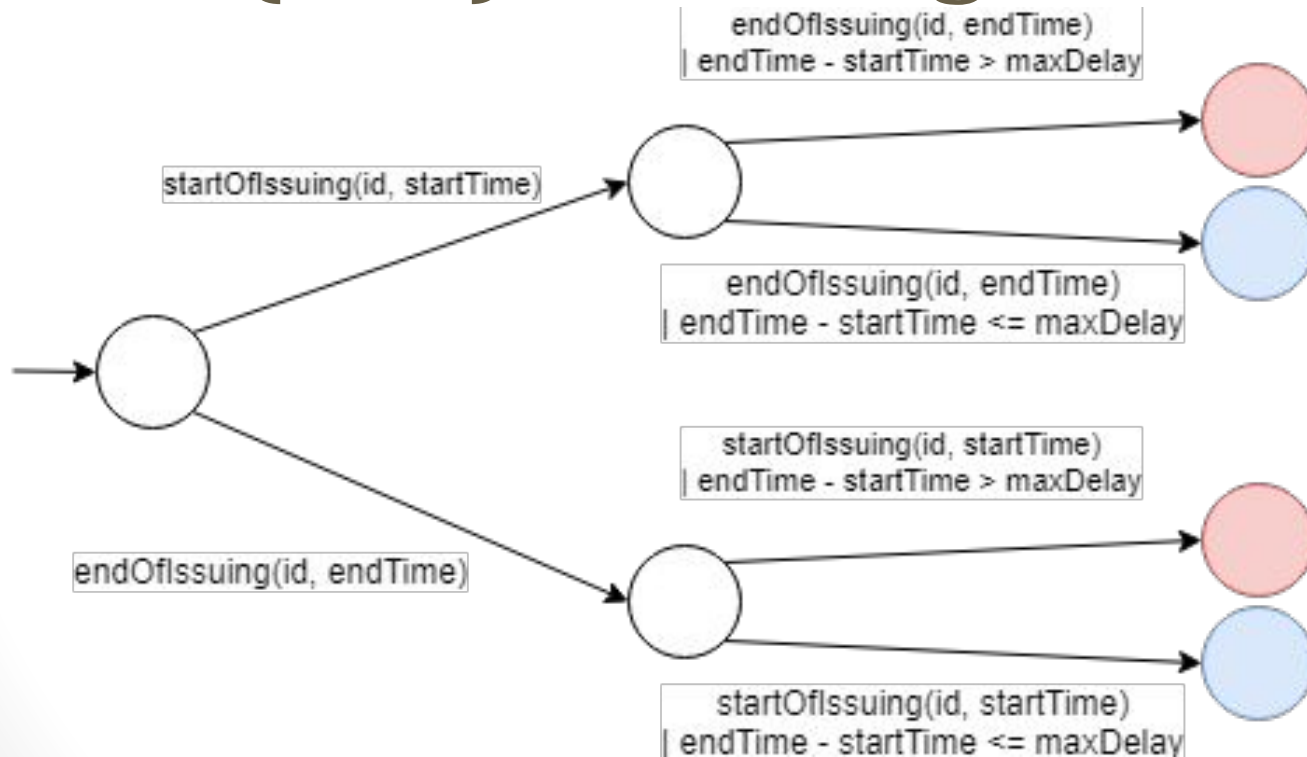 endOfIssuing(id, endTime)
| endTime - startTime > maxDelay
startOfIssuing(id, startTime)
endOfIssuing(id, endTime)
| endTime - startTime <= maxDelay
startOfIssuing(id, startTime)
| endTime - startTime > maxDelay
endOfIssuing(id, endTime)
startOfIssuing(id, startTime)
| endTime - startTime <= maxDelay